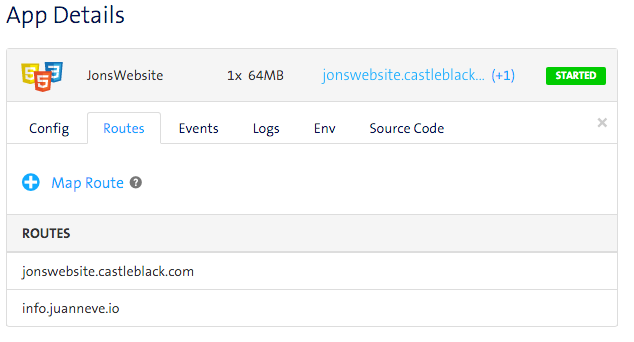 App Details
JonsWebsite 1x 64MB jonswebsite.castleblack... (+1) STARTED
Config Routes Events Logs Env Source Code ×
Map Route ?
ROUTES
jonswebsite.castleblack.com
info.juanneve.io